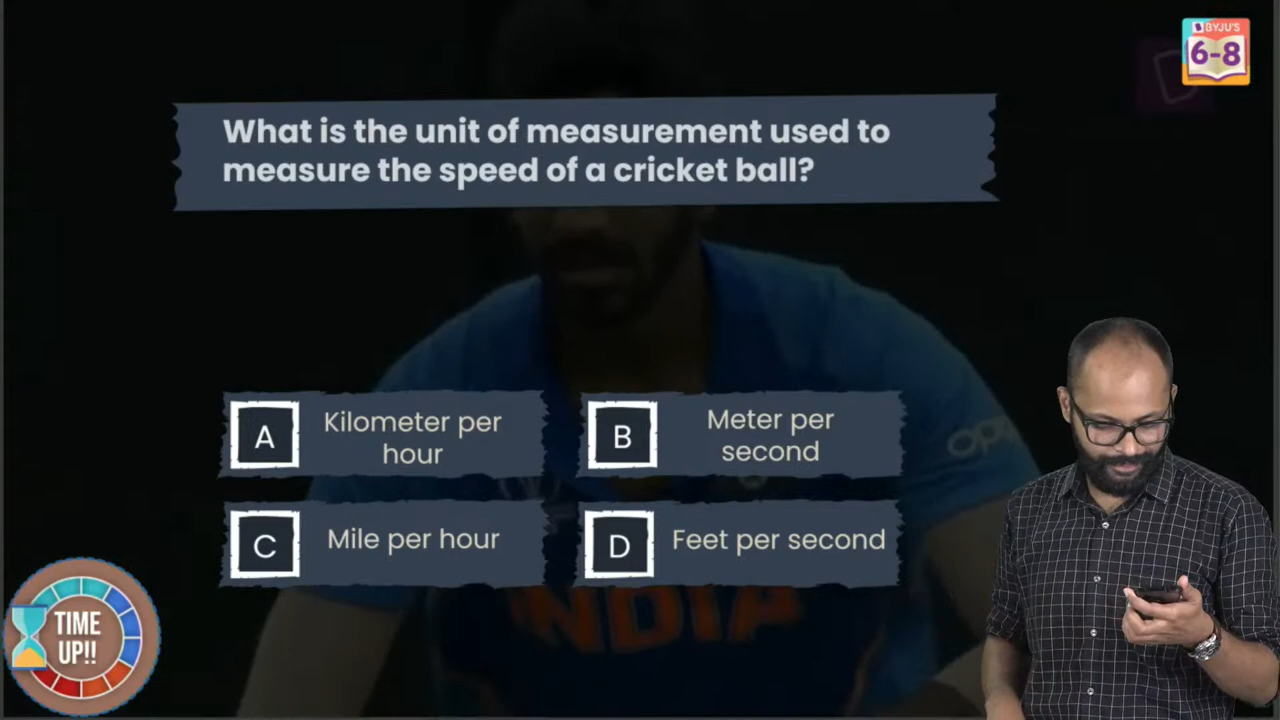 BYJU'S
6-8
What is the unit of measurement used to
measure the speed of a cricket ball?
A
Kilometer per
hour
B
Meter per
second
C
Mile per hour
D
Feet per second
TIME
UP!!
INDIA